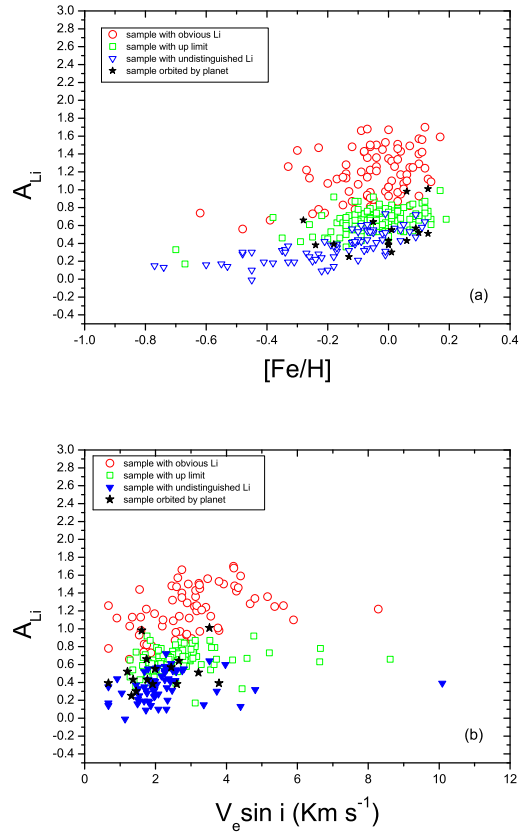 3.0
2.8
2.6
2.4
2.2
2.0
1.8
1.6
1.4
1.2
1.0
0.8
0.6
0.4
0.2
0.0
-0.2
-0.4
A_Li
sample with obvious Li
sample with up limit
sample with undistinguished Li
sample orbited by planet
(a)
-1.0 -0.8 -0.6 -0.4 -0.2 0.0 0.2 0.4
[Fe/H]
3.0
2.8
2.6
2.4
2.2
2.0
1.8
1.6
1.4
1.2
1.0
0.8
0.6
0.4
0.2
0.0
-0.2
-0.4
A_Li
sample with obvious Li
sample with up limit
sample with undistinguished Li
sample orbited by planet
(b)
0 2 4 6 8 10 12
V_e sin i (Km s⁻¹)